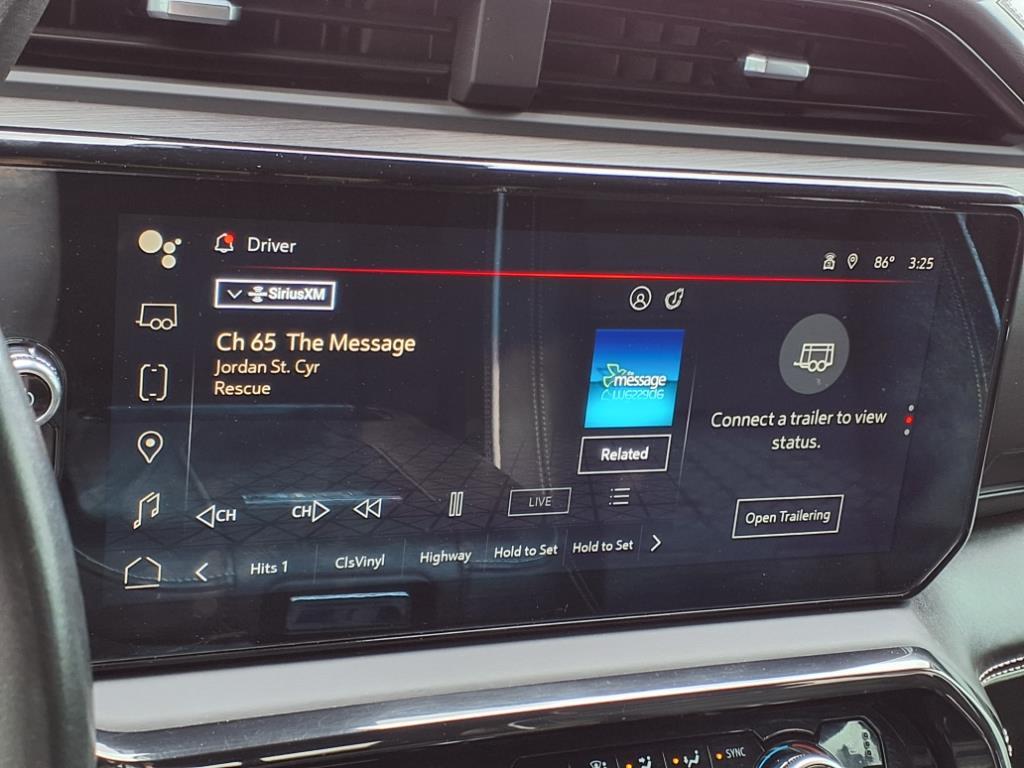 Driver
86° 3:25
SiriusXM
Ch 65 The Message
Jordan St. Cyr
Rescue
the
message
Related
Connect a trailer to view
status.
Open Trailering
CH
CH
LIVE
Hits 1
ClsVinyl
Highway
Hold to Set
Hold to Set
SYNC